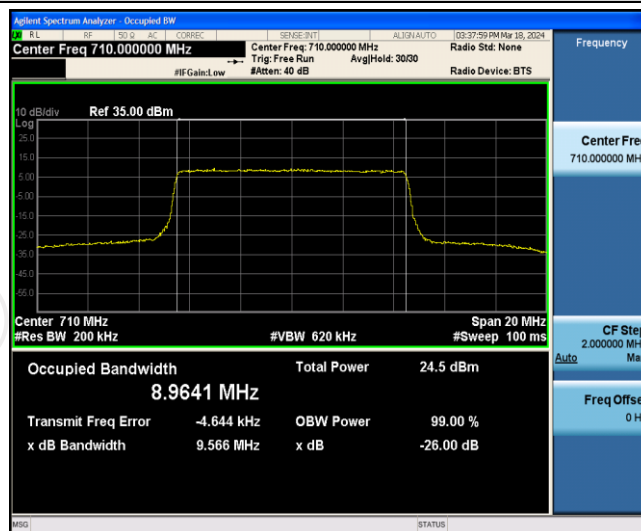 Agilent Spectrum Analyzer - Occupied BW
RL RF 50 Ω AC CORREC SENSE:INT ALIGNAUTO 03:37:59 PM Mar 18, 2024
Center Freq 710.000000 MHz Center Freq: 710.000000 MHz Radio Std: None
Trig: Free Run Avg|Hold: 30/30
#IFGain:Low #Atten: 40 dB Radio Device: BTS
Frequency
10 dB/div Ref 35.00 dBm
Log
25.0
15.0
5.00
-5.00
-15.0
-25.0
-35.0
-45.0
-55.0
Center 710 MHz Span 20 MHz
#Res BW 200 kHz #VBW 620 kHz #Sweep 100 ms
Center Fre
710.000000 MH
CF Ste
2.000000 MH
Auto Ma
Freq Offse
0 H
Occupied Bandwidth Total Power 24.5 dBm
8.9641 MHz
Transmit Freq Error -4.644 kHz OBW Power 99.00 %
x dB Bandwidth 9.566 MHz x dB -26.00 dB
MSG STATUS